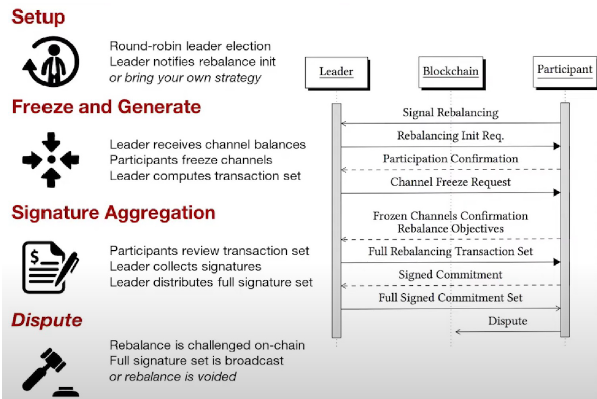 Setup
Round-robin leader election
Leader notifies rebalance init
or bring your own strategy
Freeze and Generate
Leader receives channel balances
Participants freeze channels
Leader computes transaction set
Signature Aggregation
Participants review transaction set
Leader collects signatures
Leader distributes full signature set
Dispute
Rebalance is challenged on-chain
Full signature set is broadcast
or rebalance is voided
Leader
Blockchain
Participant
Signal Rebalancing
Rebalancing Init Req.
Participation Confirmation
Channel Freeze Request
Frozen Channels Confirmation
Rebalance Objectives
Full Rebalancing Transaction Set
Signed Commitment
Full Signed Commitment Set
Dispute
$